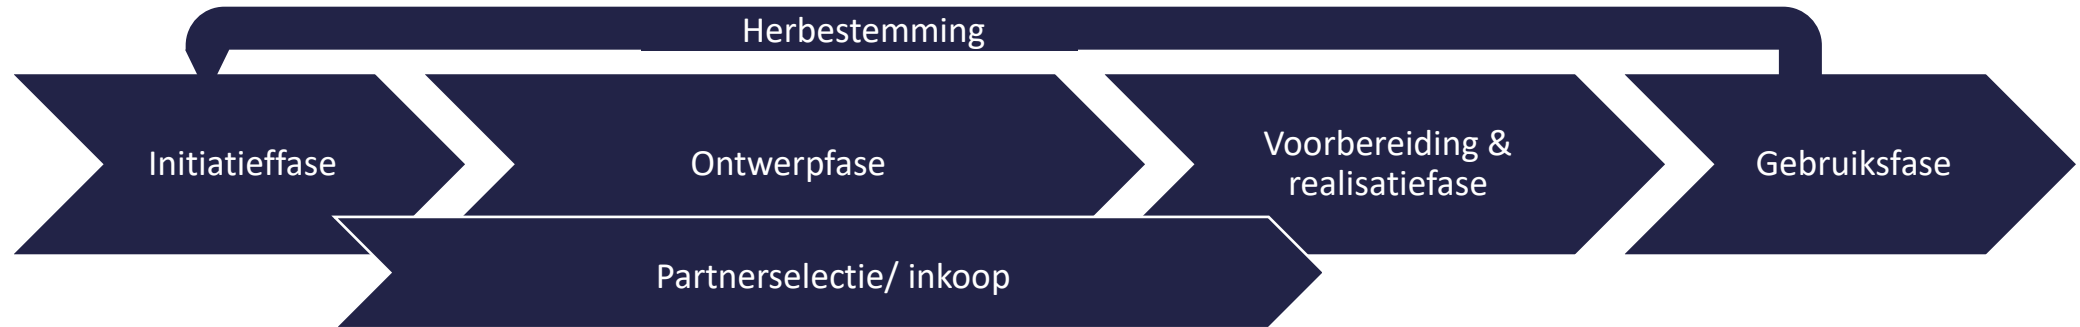 Herbestemming
Initiatieffase
Ontwerpfase
Voorbereiding &
realisatiefase
Gebruiksfase
Partnerselectie/ inkoop